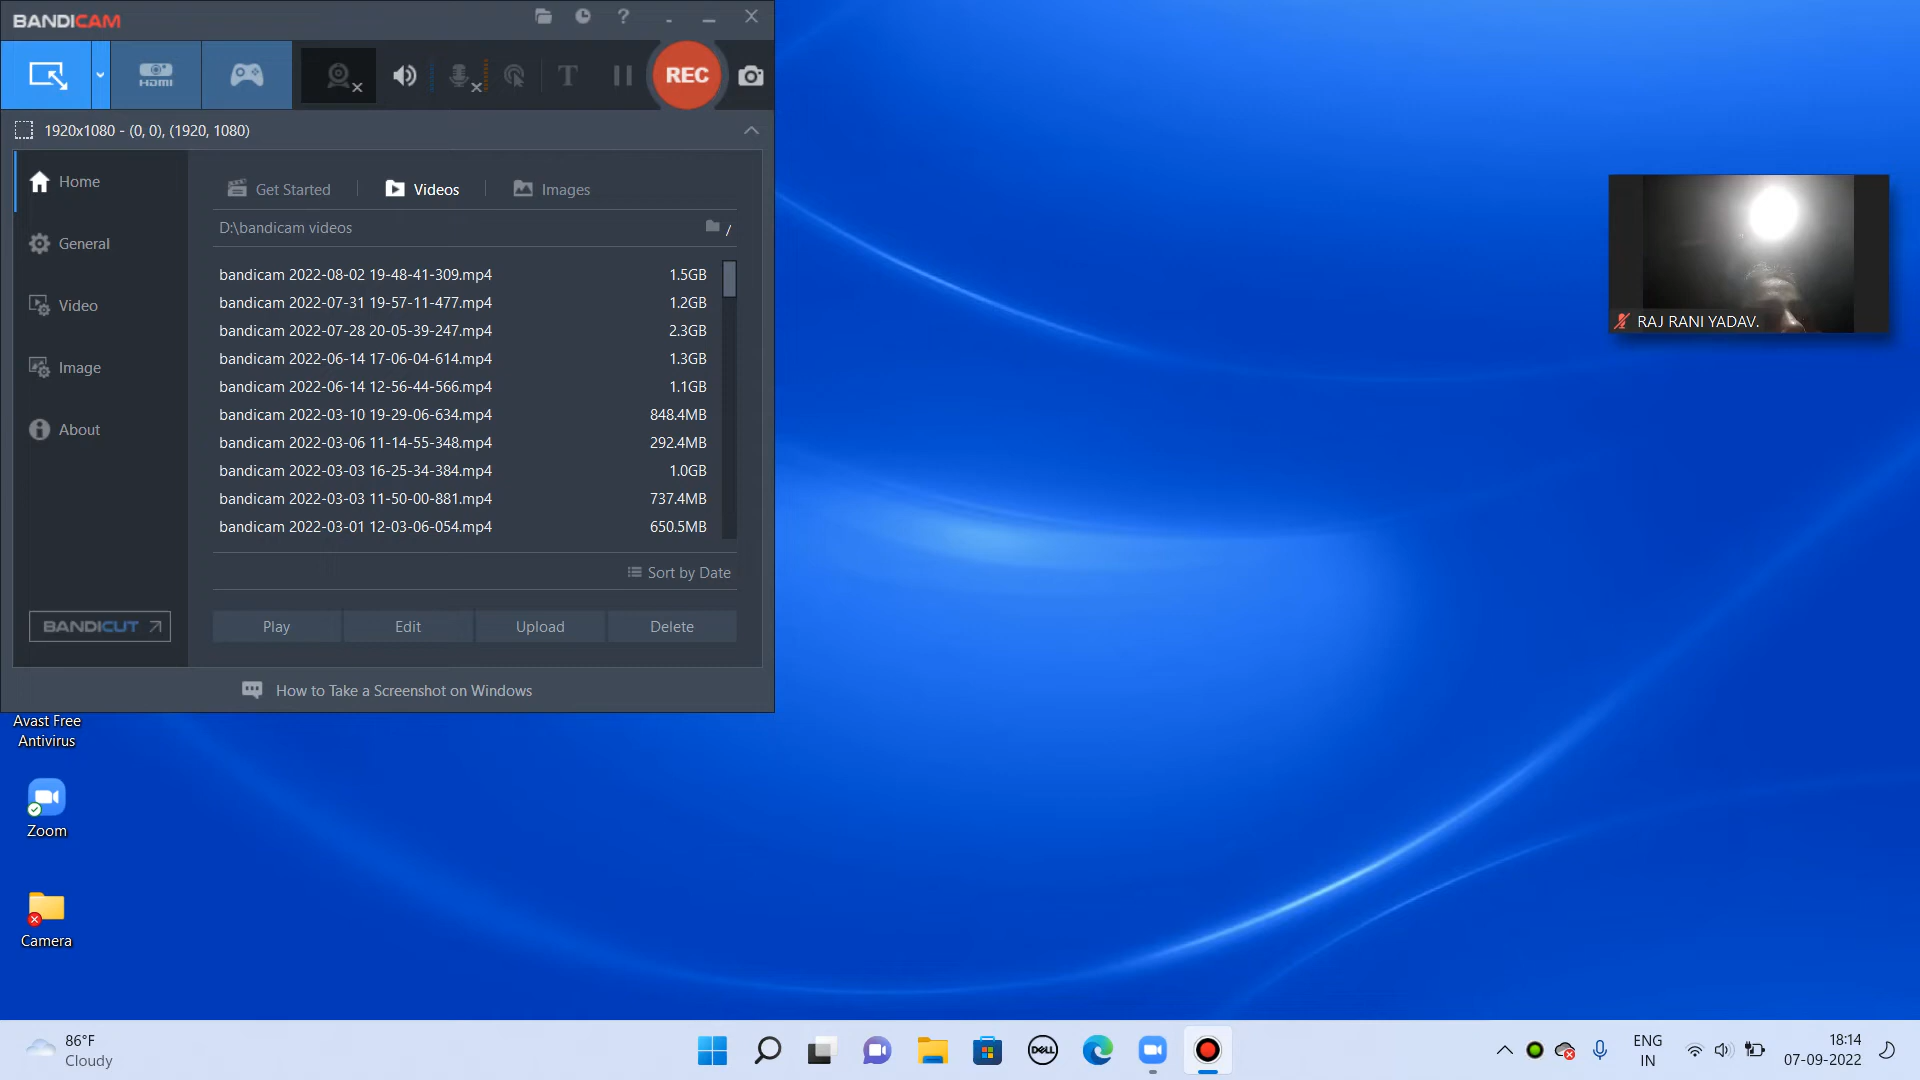 BANDICAM
HDMI
T
REC
1920x1080 - (0, 0), (1920, 1080)
Home
General
Video
Image
About
BANDICUT
Get Started
Videos
Images
D:\bandicam videos
bandicam 2022-08-02 19-48-41-309.mp4 1.5GB
bandicam 2022-07-31 19-57-11-477.mp4 1.2GB
bandicam 2022-07-28 20-05-39-247.mp4 2.3GB
bandicam 2022-06-14 17-06-04-614.mp4 1.3GB
bandicam 2022-06-14 12-56-44-566.mp4 1.1GB
bandicam 2022-03-10 19-29-06-634.mp4 848.4MB
bandicam 2022-03-06 11-14-55-348.mp4 292.4MB
bandicam 2022-03-03 16-25-34-384.mp4 1.0GB
bandicam 2022-03-03 11-50-00-881.mp4 737.4MB
bandicam 2022-03-01 12-03-06-054.mp4 650.5MB
Sort by Date
Play Edit Upload Delete
How to Take a Screenshot on Windows
RAJ RANI YADAV.
Avast Free
Antivirus
Zoom
Camera
86°F
Cloudy
DELL
ENG
IN
18:14
07-09-2022